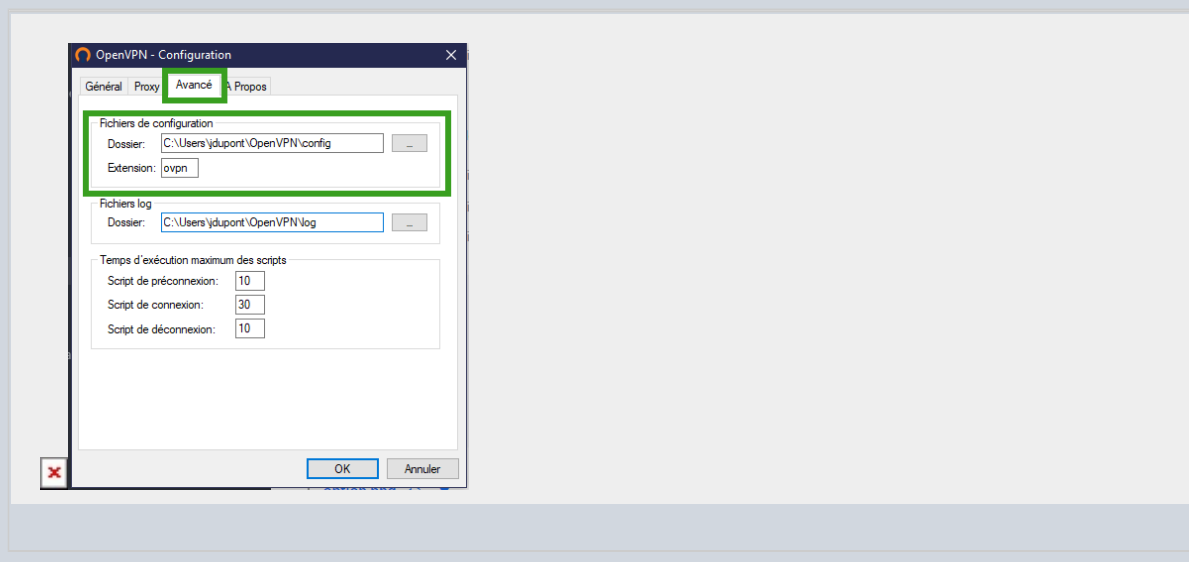 OpenVPN - Configuration
Général Proxy Avancé A Propos
Fichiers de configuration
Dossier: C:\Users\jdupont\OpenVPN\config ...
Extension: ovpn
Fichiers log
Dossier: C:\Users\jdupont\OpenVPN\log ...
Temps d'exécution maximum des scripts
Script de préconnexion: 10
Script de connexion: 30
Script de déconnexion: 10
OK Annuler